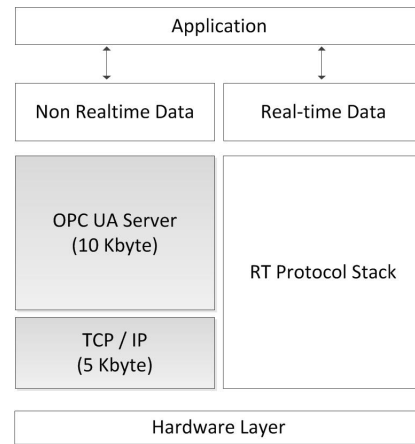 Application
Non Realtime Data
Real-time Data
OPC UA Server
(10 Kbyte)
RT Protocol Stack
TCP / IP
(5 Kbyte)
Hardware Layer